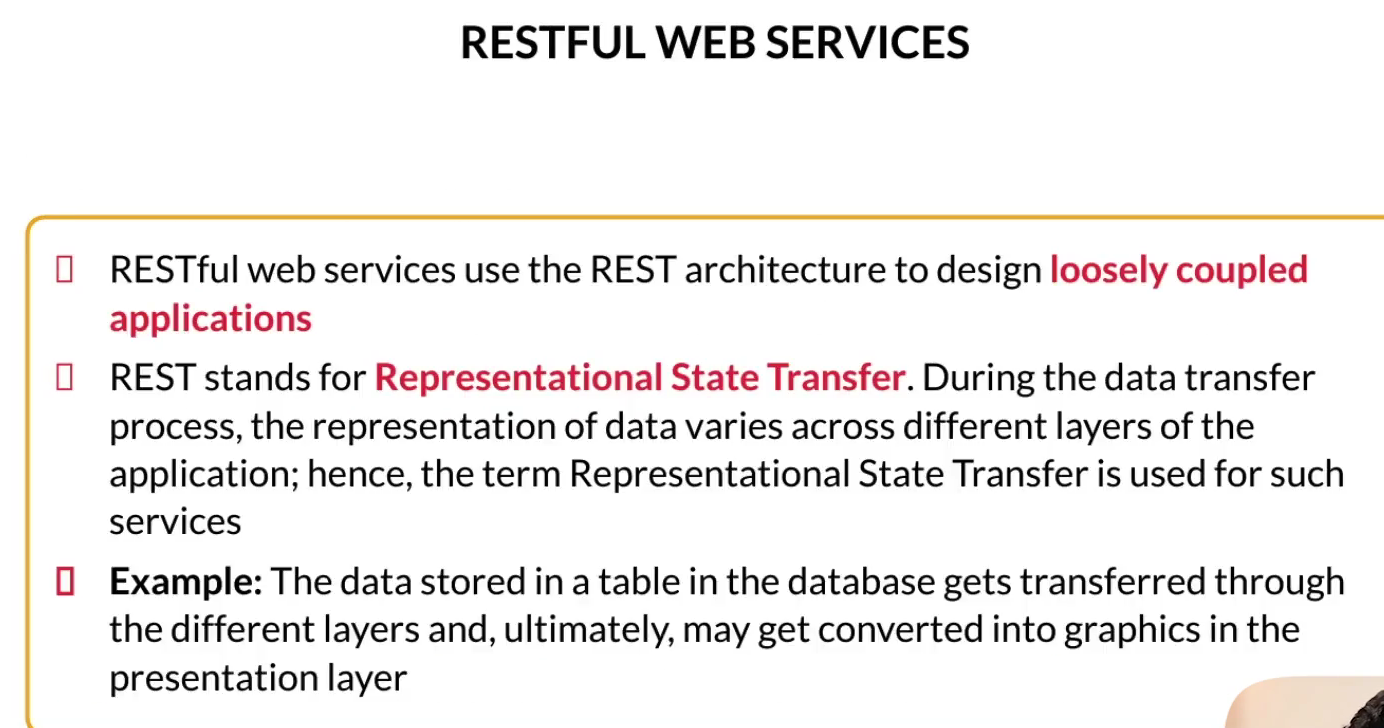 RESTFUL WEB SERVICES
RESTful web services use the REST architecture to design loosely coupled
applications
REST stands for Representational State Transfer. During the data transfer
process, the representation of data varies across different layers of the
application; hence, the term Representational State Transfer is used for such
services
Example: The data stored in a table in the database gets transferred through
the different layers and, ultimately, may get converted into graphics in the
presentation layer